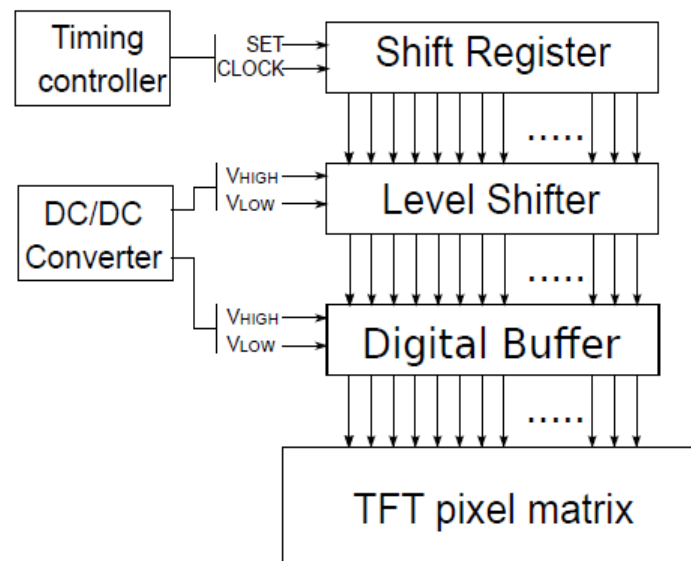 Timing
controller
SET
CLOCK
Shift Register
.....
DC/DC
Converter
VHIGH
VLOW
Level Shifter
.....
VHIGH
VLOW
Digital Buffer
.....
TFT pixel matrix